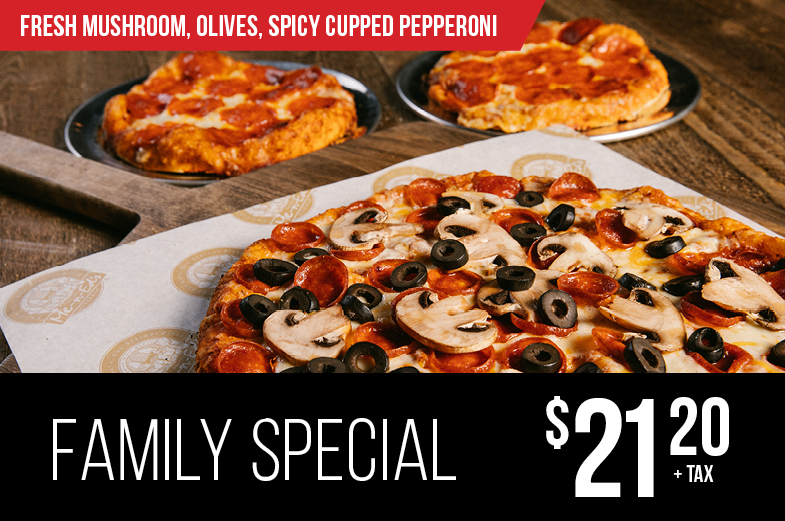 FRESH MUSHROOM, OLIVES, SPICY CUPPED PEPPERONI
FAMILY SPECIAL
$21 20
+ TAX